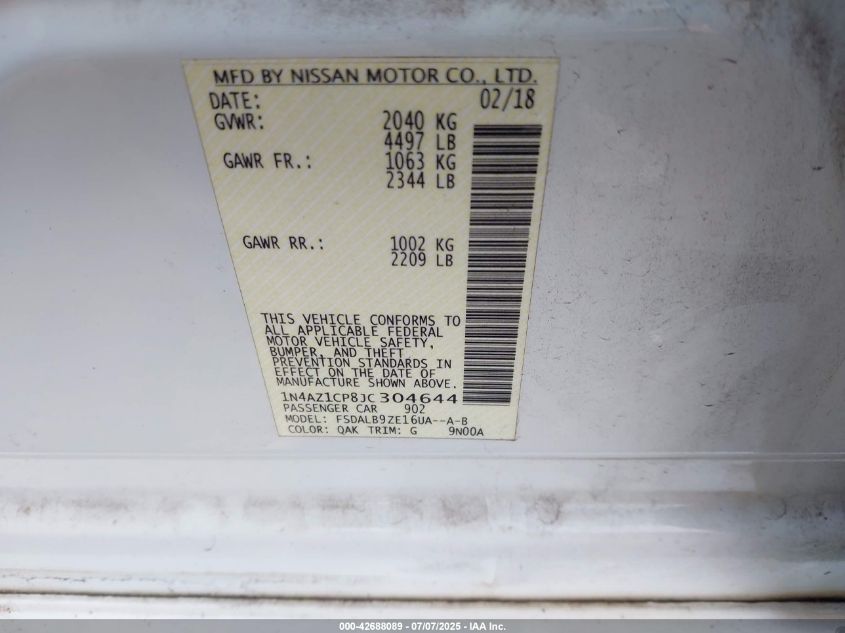 MFD BY NISSAN MOTOR CO., LTD.
DATE: 02/18
GVWR: 2040 KG
4497 LB
GAWR FR.: 1063 KG
2344 LB
GAWR RR.: 1002 KG
2209 LB
THIS VEHICLE CONFORMS TO
ALL APPLICABLE FEDERAL
MOTOR VEHICLE SAFETY,
BUMPER, AND THEFT
PREVENTION STANDARDS IN
EFFECT ON THE DATE OF
MANUFACTURE SHOWN ABOVE.
1N4AZ1CP8JC304644
PASSENGER CAR 902
MODEL: FSDALB9ZE16UA--A-B
COLOR: QAK TRIM: G 9N00A
000-42688089 - 07/07/2025 - IAA Inc.